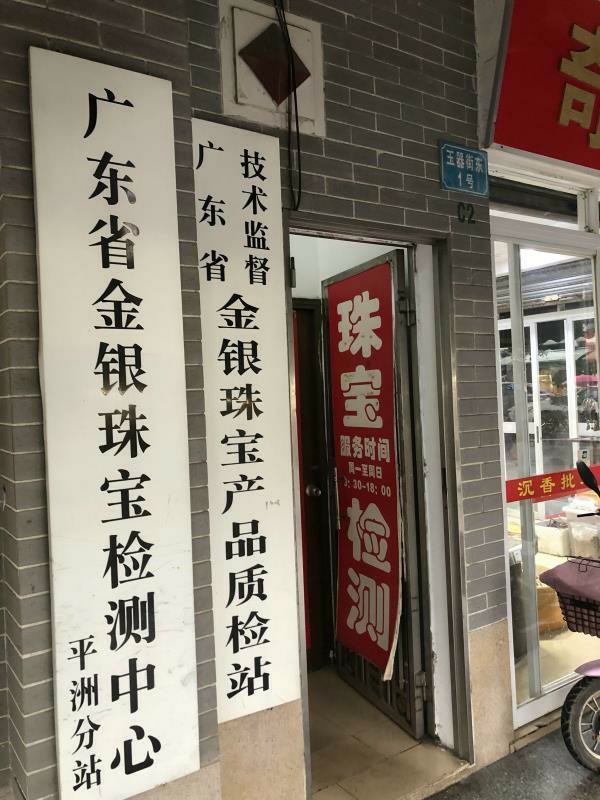 广东省金银珠宝检测中心
平洲分站
广东省
技术监督
金银珠宝产品质检站
珠宝
服务时间
周一至周日
:30-18:00
检测
玉器街东
1号
C2
沉香批